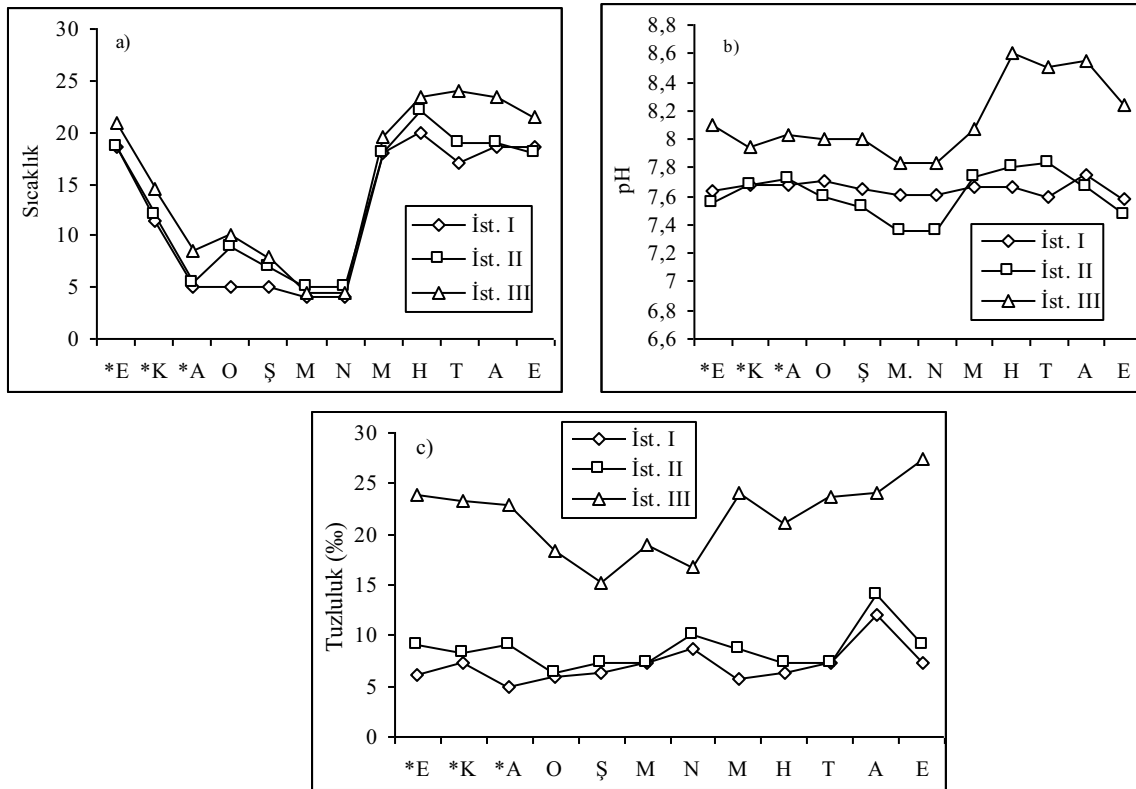 a)
Sıcaklık
30
25
20
15
10
5
0
*E *K *A O Ş M N M H T A E
İst. I
İst. II
İst. III
b)
pH
8,8
8,6
8,4
8,2
8
7,8
7,6
7,4
7,2
7
6,8
6,6
*E *K *A O Ş M. N M H T A E
İst. I
İst. II
İst. III
c)
Tuzluluk (‰)
30
25
20
15
10
5
0
*E *K *A O Ş M N M H T A E
İst. I
İst. II
İst. III